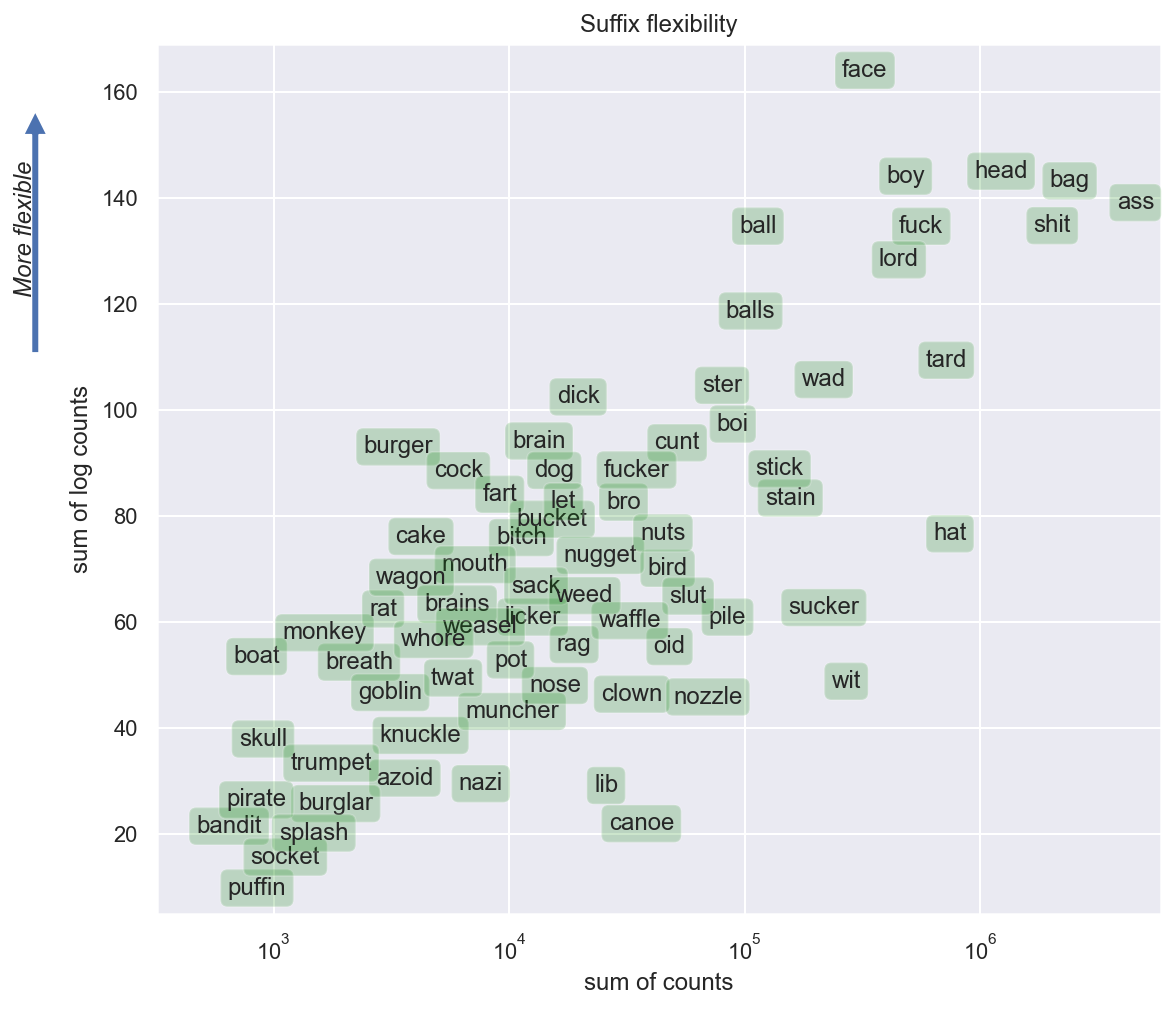 Suffix flexibility
face
160
head
boy
bag
140
ass
ball
fuck
shit
lord
More flexible
120
balls
tard
wad
ster
dick
100
boi
brain
cunt
burger
cock
dog
fucker
stick
fart
let
bro
stain
80
bucket
cake
bitch
nuts
hat
mouth
nugget
wagon
bird
sack
weed
slut
rat
brains
sucker
60
weasel
licker
waffle
pile
monkey
whore
rag
oid
boat
breath
pot
twat
nose
wit
goblin
clown
nozzle
muncher
40
skull
knuckle
trumpet
azoid
nazi
lib
pirate
burglar
bandit
canoe
20
splash
socket
puffin
sum of log counts
10³
10⁴
10⁵
10⁶
sum of counts